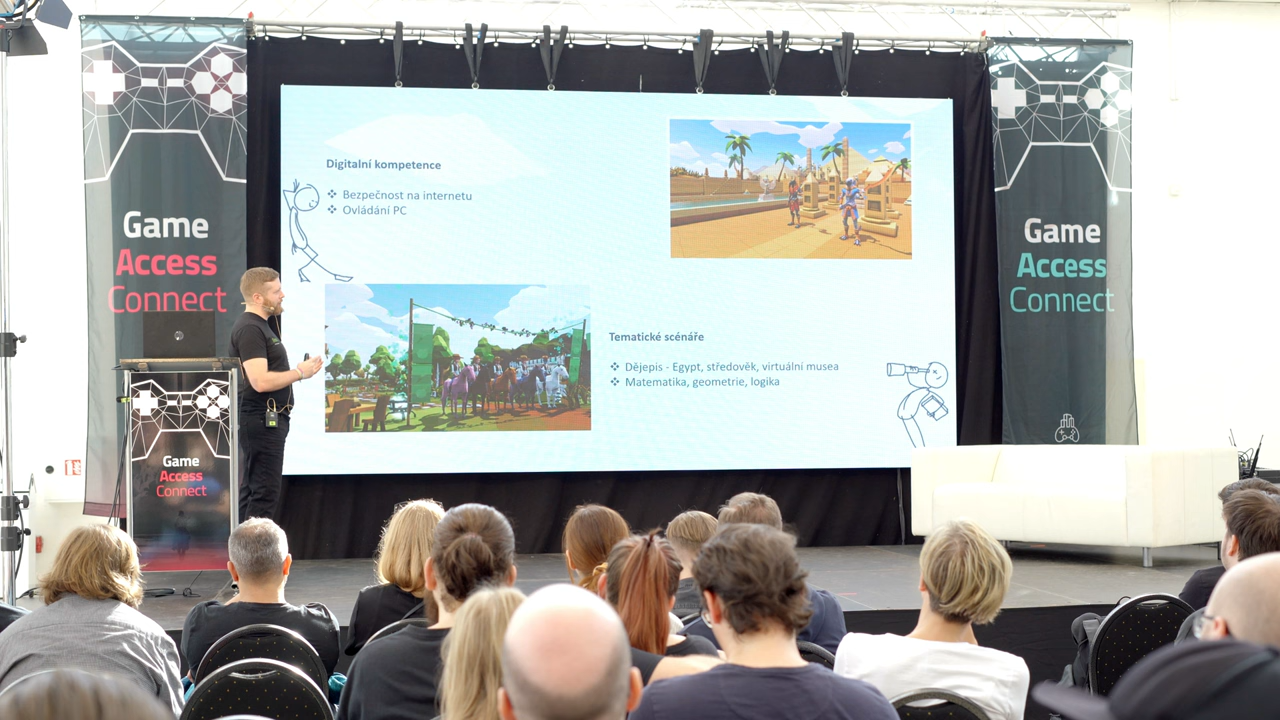 Game
Access
Connect
Digitalní kompetence
❖ Bezpečnost na internetu
❖ Ovládání PC
Tematické scénáře
❖ Dějepis - Egypt, středověk, virtuální musea
❖ Matematika, geometrie, logika
Game
Access
Connect
Game
Access
Connect